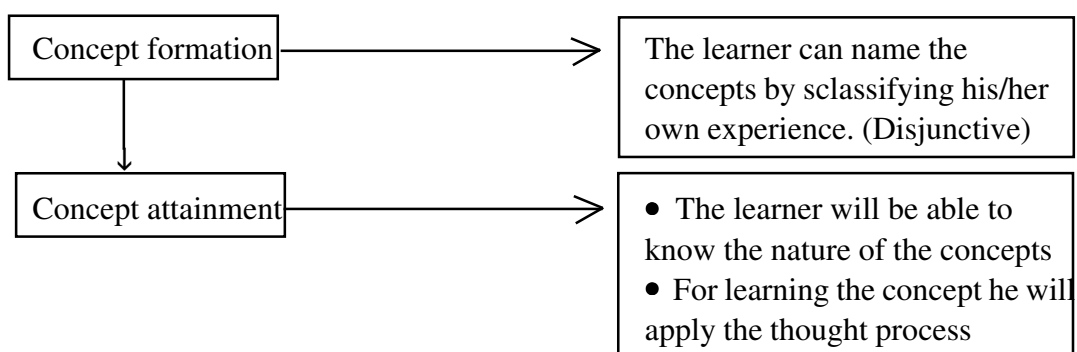 Concept formation
The learner can name the
concepts by sclassifying his/her
own experience. (Disjunctive)
Concept attainment
• The learner will be able to
know the nature of the concepts
• For learning the concept he will
apply the thought process